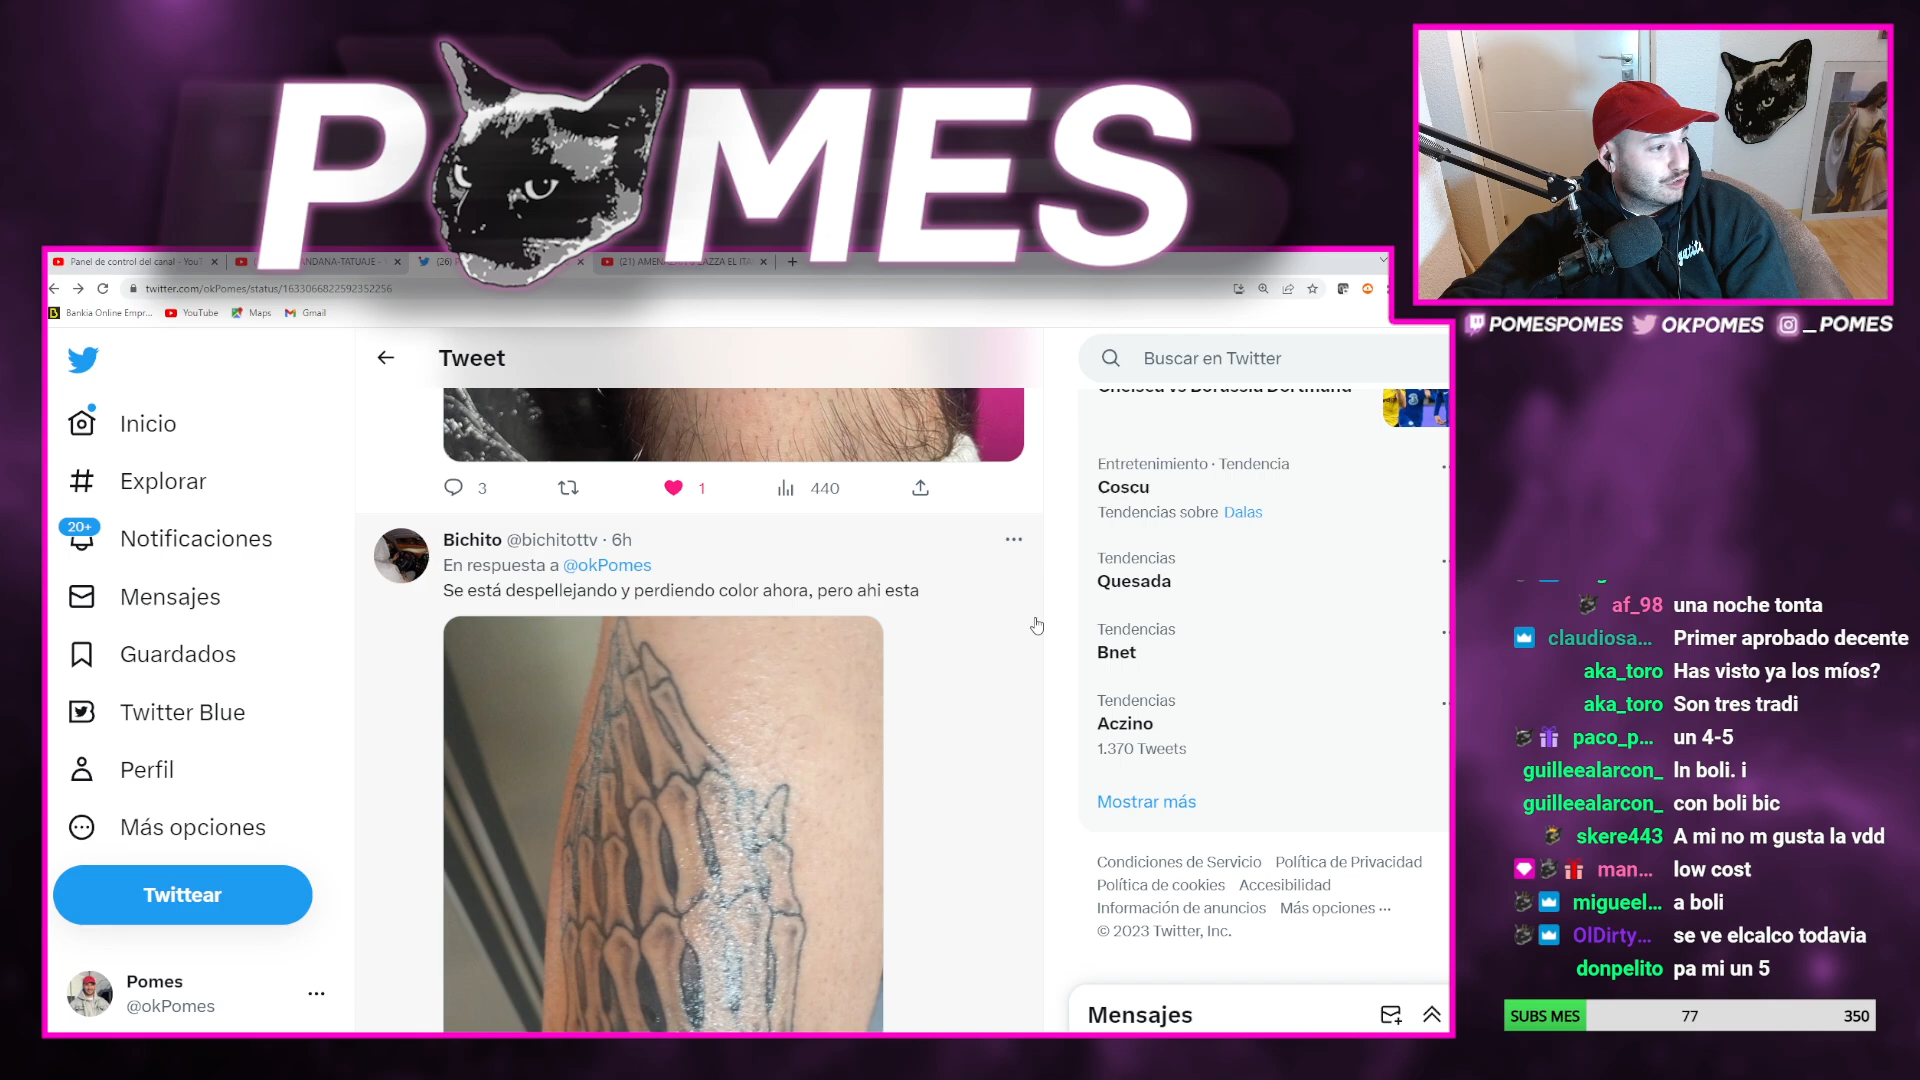 POMES
Panel de control del canal - YouT
ANDANA-TATUAJE -
(26)
(21) AMEN
AZZA EL ITA
twitter.com/okPomes/status/1633066822592352256
Bankia Online Empr...
YouTube
Maps
Gmail
POMESPOMES
OKPOMES
_POMES
Inicio
Explorar
20+
Notificaciones
Mensajes
Guardados
Twitter Blue
Perfil
Más opciones
Twittear
Pomes
@okPomes
Tweet
3
1
440
Bichito @bichitottv · 6h
En respuesta a @okPomes
Se está despellejando y perdiendo color ahora, pero ahi esta
Buscar en Twitter
Chelsea vs Borussia Dortmund
Entretenimiento · Tendencia
Coscu
Tendencias sobre Dalas
Tendencias
Quesada
Tendencias
Bnet
Tendencias
Aczino
1.370 Tweets
Mostrar más
Condiciones de Servicio Política de Privacidad
Política de cookies Accesibilidad
Información de anuncios Más opciones ···
© 2023 Twitter, Inc.
Mensajes
af_98 una noche tonta
claudiosa... Primer aprobado decente
aka_toro Has visto ya los míos?
aka_toro Son tres tradi
paco_p... un 4-5
guilleealarcon_ In boli. i
guilleealarcon_ con boli bic
skere443 A mi no m gusta la vdd
man... low cost
migueel... a boli
OlDirty... se ve elcalco todavia
donpelito pa mi un 5
SUBS MES 77 350